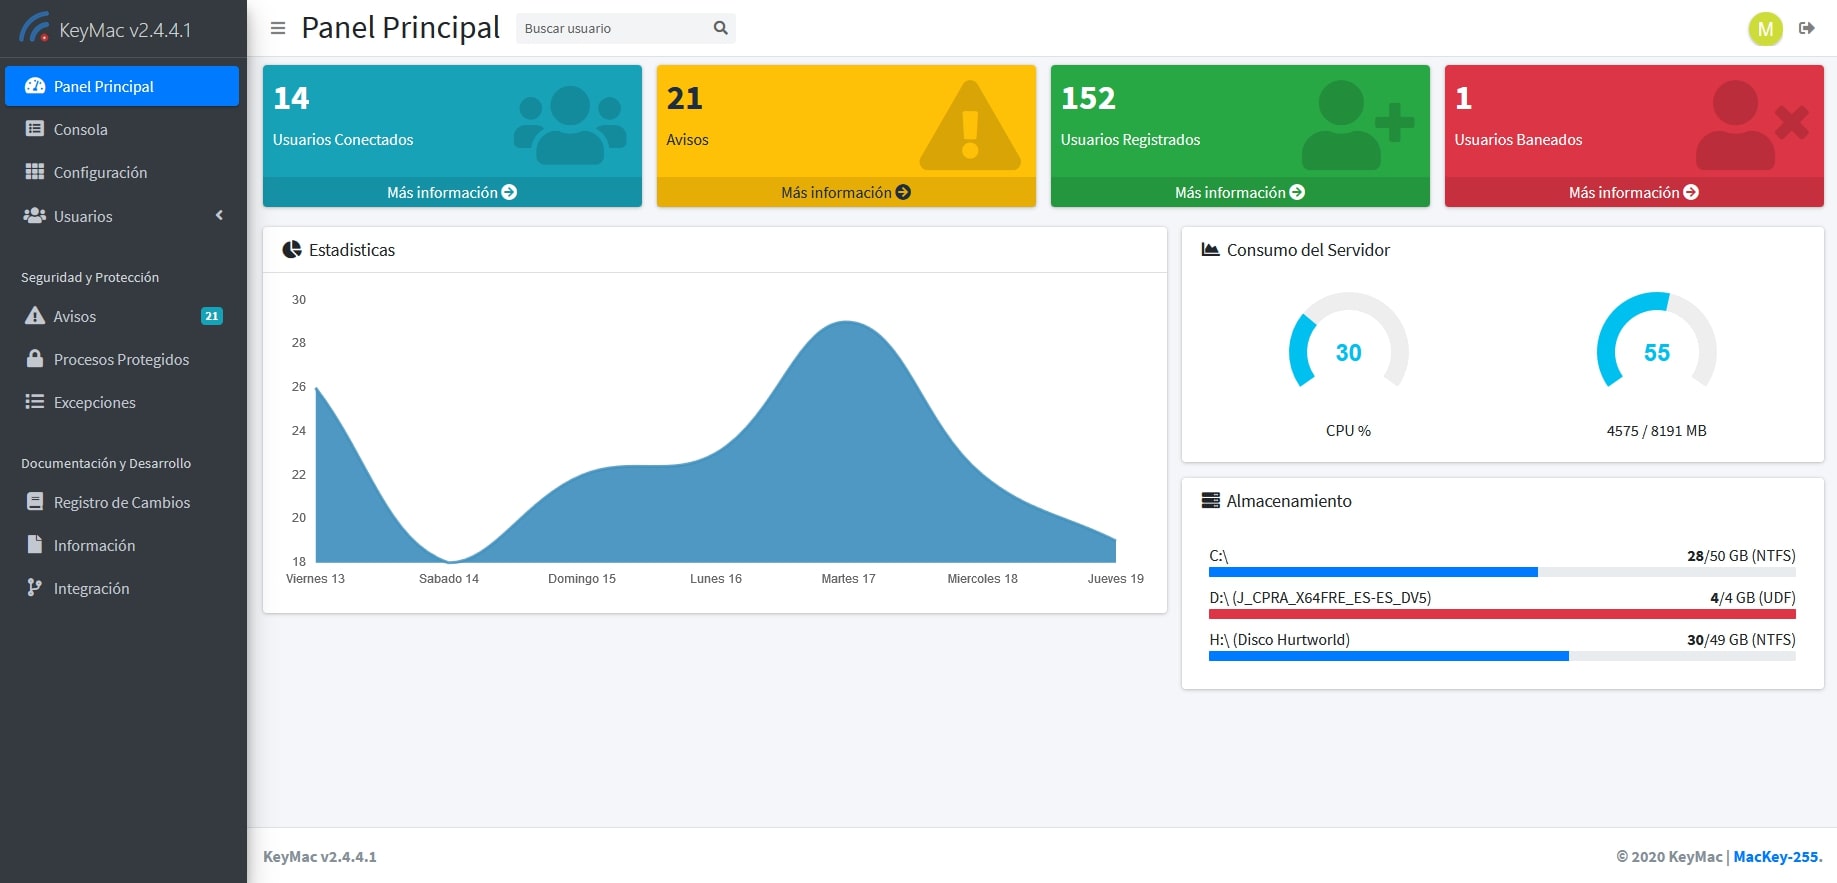 KeyMac v2.4.4.1
Panel Principal
Consola
Configuración
Usuarios
Seguridad y Protección
Avisos 21
Procesos Protegidos
Excepciones
Documentación y Desarrollo
Registro de Cambios
Información
Integración
Panel Principal
Buscar usuario
M
14
Usuarios Conectados
Más información
21
Avisos
Más información
152
Usuarios Registrados
Más información
1
Usuarios Baneados
Más información
Estadisticas
30
28
26
24
22
20
18
Viernes 13 Sabado 14 Domingo 15 Lunes 16 Martes 17 Miercoles 18 Jueves 19
Consumo del Servidor
30 55
CPU % 4575 / 8191 MB
Almacenamiento
C:\ 28/50 GB (NTFS)
D:\ (J_CPRA_X64FRE_ES-ES_DV5) 4/4 GB (UDF)
H:\ (Disco Hurtworld) 30/49 GB (NTFS)
KeyMac v2.4.4.1
© 2020 KeyMac | MacKey-255.